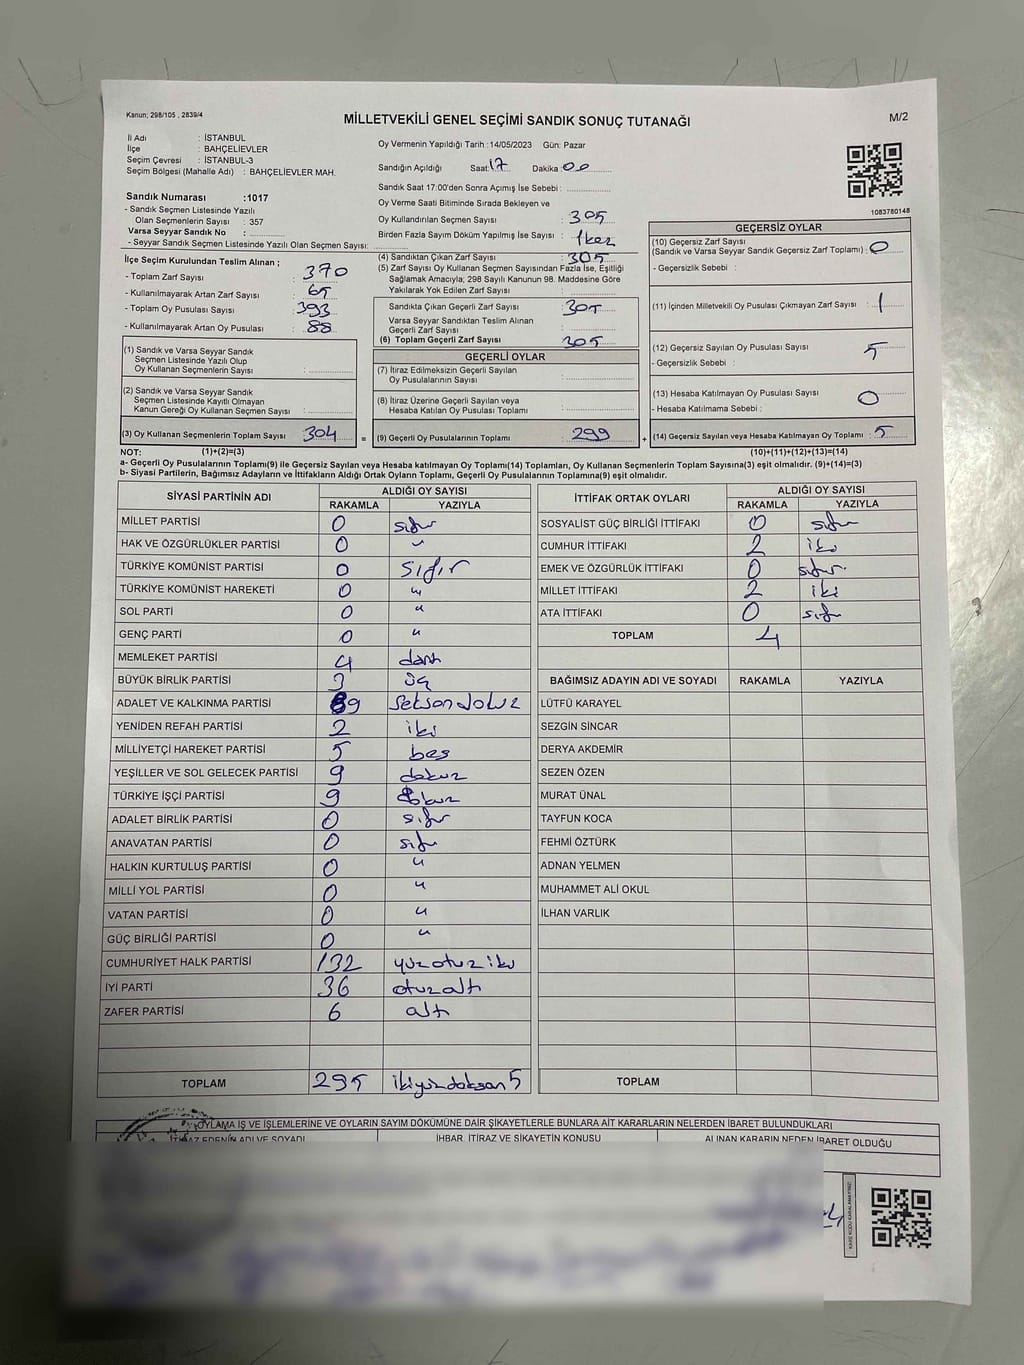 Kanun; 298/105 , 2839/4
MİLLETVEKİLİ GENEL SEÇİMİ SANDIK SONUÇ TUTANAĞI
M/2
İl Adı : İSTANBUL
İlçe : BAHÇELİEVLER
Seçim Çevresi : İSTANBUL-3
Seçim Bölgesi (Mahalle Adı) : BAHÇELİEVLER MAH.
Sandık Numarası :1017
- Sandık Seçmen Listesinde Yazılı
Olan Seçmenlerin Sayısı : 357
Varsa Seyyar Sandık No :
- Seyyar Sandık Seçmen Listesinde Yazılı Olan Seçmen Sayısı:
Oy Vermenin Yapıldığı Tarih :14/05/2023 Gün: Pazar
Sandığın Açıldığı Saat:17 Dakika :00
Sandık Saat 17:00'den Sonra Açımış İse Sebebi :
Oy Verme Saati Bitiminde Sırada Bekleyen ve
Oy Kullandırılan Seçmen Sayısı : 305
Birden Fazla Sayım Döküm Yapılmış İse Sayısı : 1kez
1083780148
İlçe Seçim Kurulundan Teslim Alınan ;
- Toplam Zarf Sayısı : 370
- Kullanılmayarak Artan Zarf Sayısı : 65
- Toplam Oy Pusulası Sayısı : 393
- Kullanılmayarak Artan Oy Pusulası : 88
(1) Sandık ve Varsa Seyyar Sandık
Seçmen Listesinde Yazılı Olup
Oy Kullanan Seçmenlerin Sayısı :
(2) Sandık ve Varsa Seyyar Sandık
Seçmen Listesinde Kayıtlı Olmayan
Kanun Gereği Oy Kullanan Seçmen Sayısı :
(3) Oy Kullanan Seçmenlerin Toplam Sayısı : 304 =
(4) Sandıktan Çıkan Zarf Sayısı : 305
(5) Zarf Sayısı Oy Kullanan Seçmen Sayısından Fazla İse, Eşitliği
Sağlamak Amacıyla; 298 Sayılı Kanunun 98. Maddesine Göre
Yakılarak Yok Edilen Zarf Sayısı :
Sandıkta Çıkan Geçerli Zarf Sayısı : 305
Varsa Seyyar Sandıktan Teslim Alınan
Geçerli Zarf Sayısı :
(6) Toplam Geçerli Zarf Sayısı : 305
GEÇERLİ OYLAR
(7) İtiraz Edilmeksizin Geçerli Sayılan
Oy Pusulalarının Sayısı :
(8) İtiraz Üzerine Geçerli Sayılan veya
Hesaba Katılan Oy Pusulası Toplamı :
(9) Geçerli Oy Pusulalarının Toplamı : 299 +
GEÇERSİZ OYLAR
(10) Geçersiz Zarf Sayısı
(Sandık ve Varsa Seyyar Sandık Geçersiz Zarf Toplamı) : 0
- Geçersizlik Sebebi :
(11) İçinden Milletvekili Oy Pusulası Çıkmayan Zarf Sayısı : 1
(12) Geçersiz Sayılan Oy Pusulası Sayısı : 5
- Geçersizlik Sebebi :
(13) Hesaba Katılmayan Oy Pusulası Sayısı : 0
- Hesaba Katılmama Sebebi :
(14) Geçersiz Sayılan veya Hesaba Katılmayan Oy Toplamı : 5
NOT: (1)+(2)=(3) (10)+(11)+(12)+(13)=(14)
a- Geçerli Oy Pusulalarının Toplamı(9) ile Geçersiz Sayılan veya Hesaba katılmayan Oy Toplamı(14) Toplamları, Oy Kullanan Seçmenlerin Toplam Sayısına(3) eşit olmalıdır. (9)+(14)=(3)
b- Siyasi Partilerin, Bağımsız Adayların ve İttifakların Aldığı Ortak Oyların Toplamı, Geçerli Oy Pusulalarının Toplamına(9) eşit olmalıdır.
SİYASİ PARTİNİN ADI ALDIĞI OY SAYISI
RAKAMLA YAZIYLA
MİLLET PARTİSİ 0 sıfır
HAK VE ÖZGÜRLÜKLER PARTİSİ 0 "
TÜRKİYE KOMÜNİST PARTİSİ 0 sıfır
TÜRKİYE KOMÜNİST HAREKETİ 0 "
SOL PARTİ 0 "
GENÇ PARTİ 0 "
MEMLEKET PARTİSİ 4 dört
BÜYÜK BİRLİK PARTİSİ 3 üç
ADALET VE KALKINMA PARTİSİ 89 seksendokuz
YENİDEN REFAH PARTİSİ 2 iki
MİLLİYETÇİ HAREKET PARTİSİ 5 beş
YEŞİLLER VE SOL GELECEK PARTİSİ 9 dokuz
TÜRKİYE İŞÇİ PARTİSİ 9 dokuz
ADALET BİRLİK PARTİSİ 0 sıfır
ANAVATAN PARTİSİ 0 sıfır
HALKIN KURTULUŞ PARTİSİ 0 "
MİLLİ YOL PARTİSİ 0 "
VATAN PARTİSİ 0 "
GÜÇ BİRLİĞİ PARTİSİ 0 "
CUMHURİYET HALK PARTİSİ 132 yüzotuziki
İYİ PARTİ 36 otuzaltı
ZAFER PARTİSİ 6 altı
TOPLAM 295 ikiyüzdoksan5
İTTİFAK ORTAK OYLARI ALDIĞI OY SAYISI
RAKAMLA YAZIYLA
SOSYALİST GÜÇ BİRLİĞİ İTTİFAKI 0 sıfır
CUMHUR İTTİFAKI 2 iki
EMEK VE ÖZGÜRLÜK İTTİFAKI 0 sıfır
MİLLET İTTİFAKI 2 iki
ATA İTTİFAKI 0 sıfır
TOPLAM 4
BAĞIMSIZ ADAYIN ADI VE SOYADI RAKAMLA YAZIYLA
LÜTFÜ KARAYEL
SEZGİN SİNCAR
DERYA AKDEMİR
SEZEN ÖZEN
MURAT ÜNAL
TAYFUN KOCA
FEHMİ ÖZTÜRK
ADNAN YELMEN
MUHAMMET ALİ OKUL
İLHAN VARLIK
TOPLAM
OYLAMA İŞ VE İŞLEMLERİNE VE OYLARIN SAYIM DÖKÜMÜNE DAİR ŞİKAYETLERLE BUNLARA AİT KARARLARIN NELERDEN İBARET BULUNDUKLARI
İTİRAZ EDENİN ADI VE SOYADI İHBAR, İTİRAZ VE ŞİKAYETİN KONUSU ALINAN KARARIN NEDEN İBARET OLDUĞU